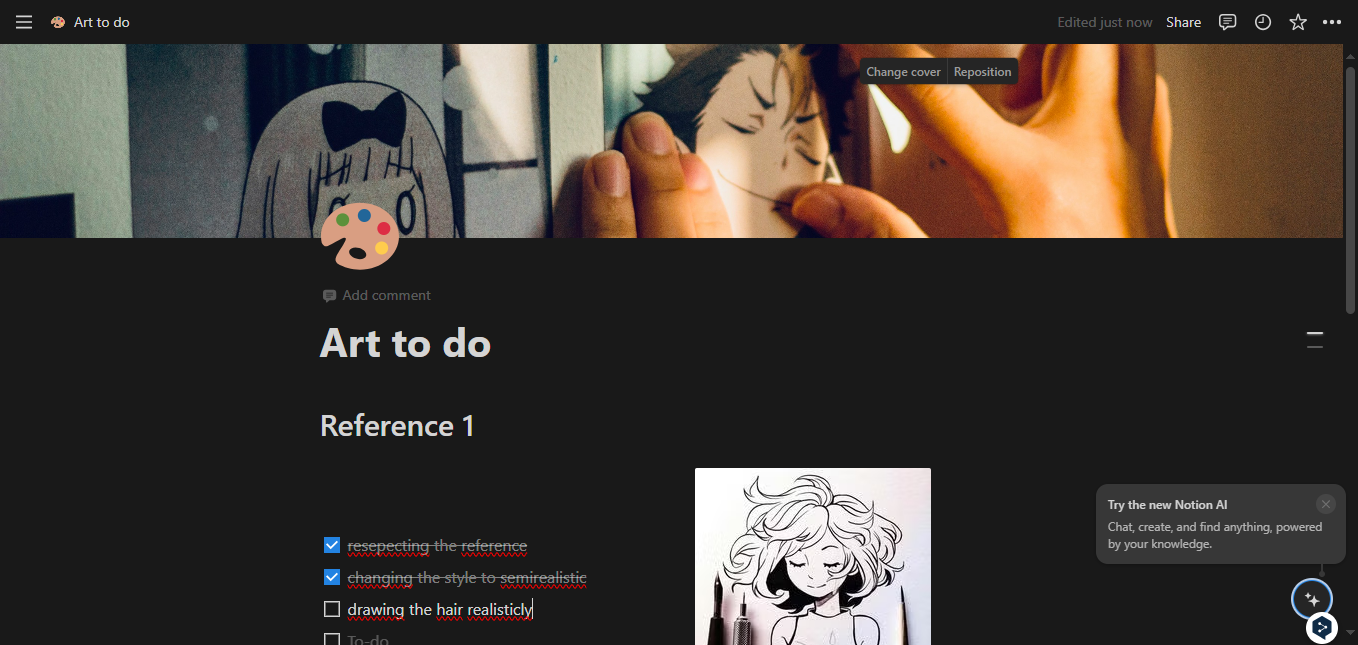 Art to do
Edited just now
Share
Change cover
Reposition
Add comment
Art to do
Reference 1
resepecting the reference
changing the style to semirealistic
drawing the hair realisticly
To-do
Try the new Notion AI
Chat, create, and find anything, powered
by your knowledge.